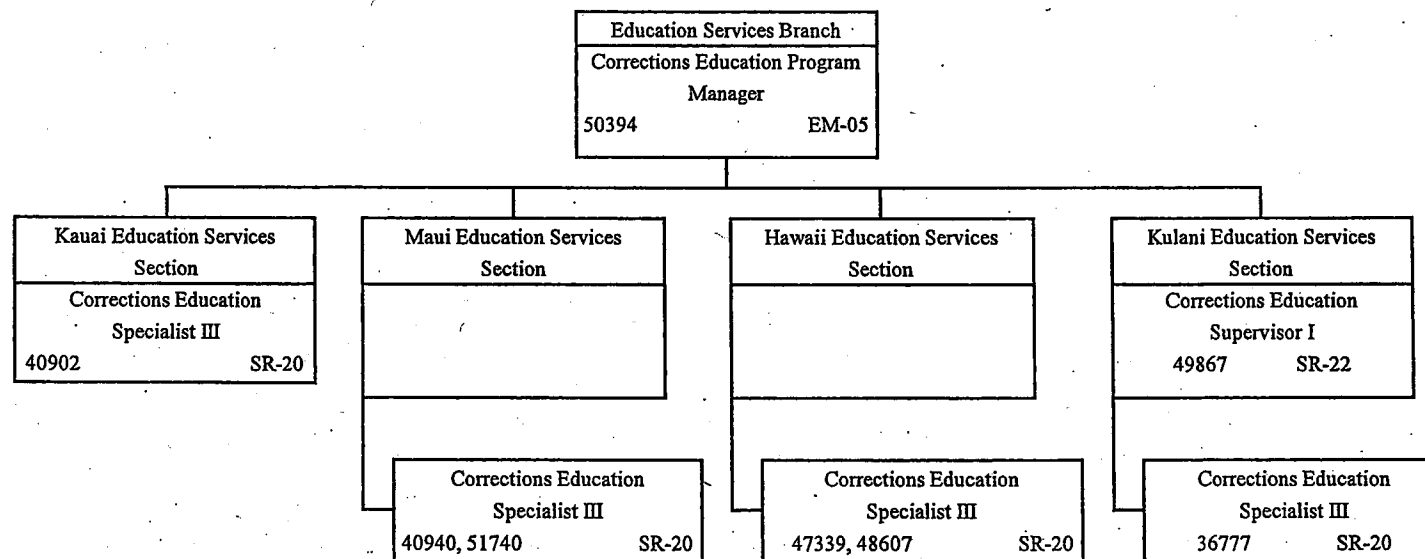 Education Services Branch
Corrections Education Program
Manager
50394 EM-05
Kauai Education Services
Section
Corrections Education
Specialist III
40902 SR-20
Maui Education Services
Section
Hawaii Education Services
Section
Kulani Education Services
Section
Corrections Education
Supervisor I
49867 SR-22
Corrections Education
Specialist III
40940, 51740 SR-20
Corrections Education
Specialist III
47339, 48607 SR-20
Corrections Education
Specialist III
36777 SR-20